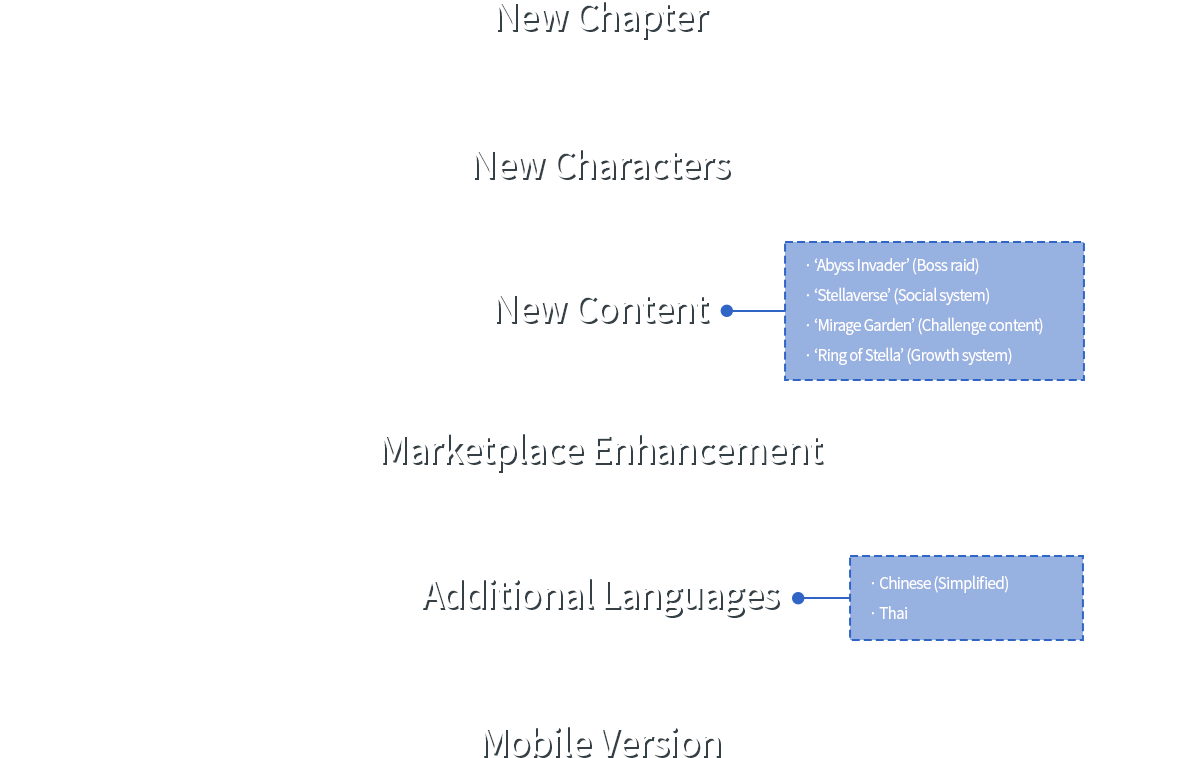 New Chapter
New Characters
New Content
· ‘Abyss Invader’ (Boss raid)
· ‘Stellaverse’ (Social system)
· ‘Mirage Garden’ (Challenge content)
· ‘Ring of Stella’ (Growth system)
Marketplace Enhancement
Additional Languages
· Chinese (Simplified)
· Thai
Mobile Version